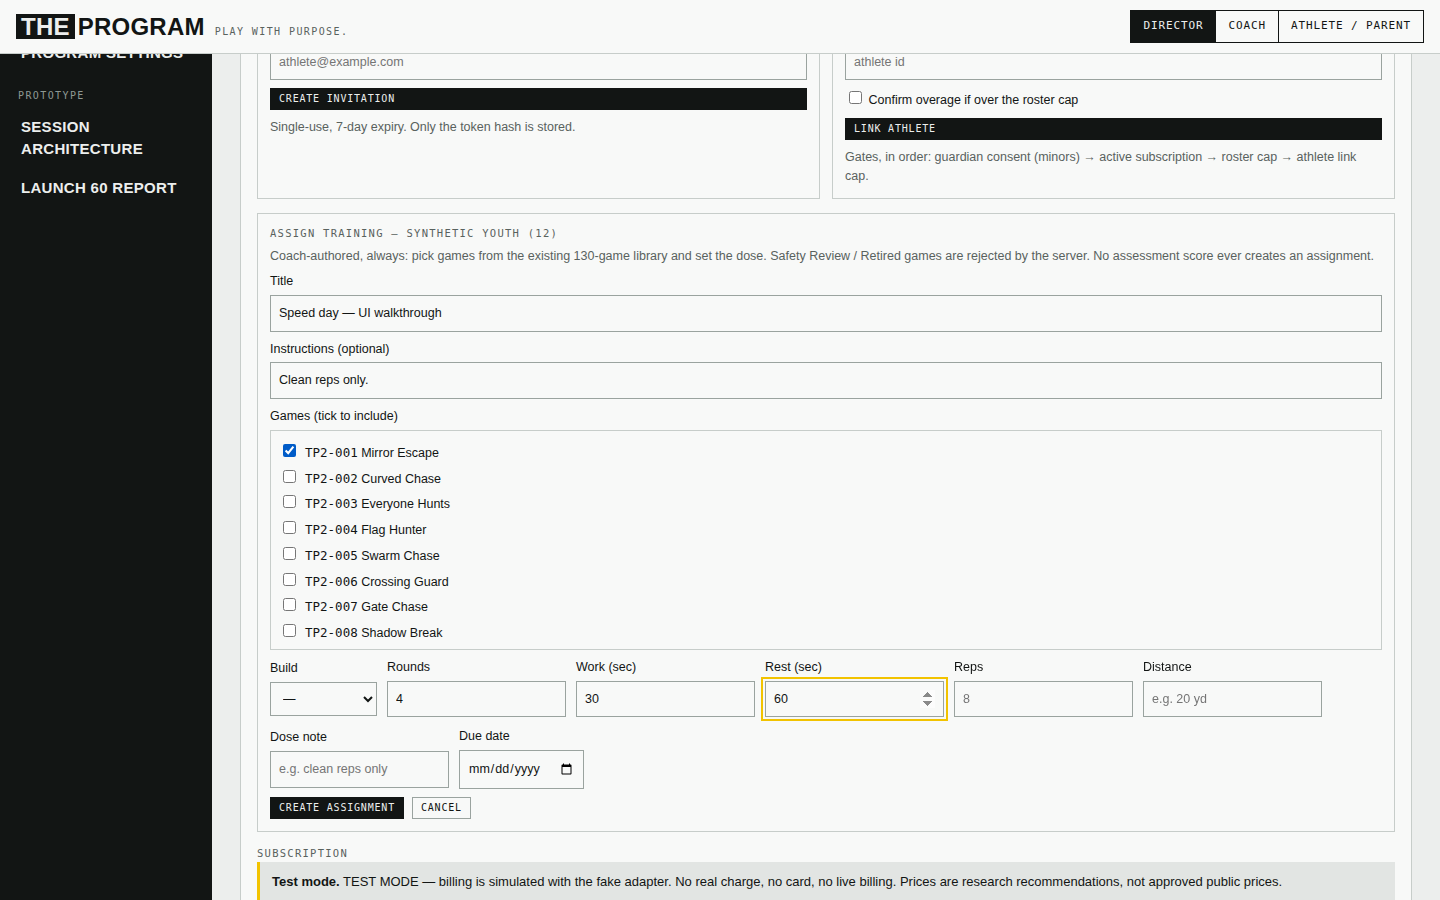 THE PROGRAM PLAY WITH PURPOSE.
DIRECTOR COACH ATHLETE / PARENT
PROGRAM SETTINGS
PROTOTYPE
SESSION
ARCHITECTURE
LAUNCH 60 REPORT
athlete@example.com
CREATE INVITATION
Single-use, 7-day expiry. Only the token hash is stored.
athlete id
Confirm overage if over the roster cap
LINK ATHLETE
Gates, in order: guardian consent (minors) → active subscription → roster cap → athlete link
cap.
ASSIGN TRAINING — SYNTHETIC YOUTH (12)
Coach-authored, always: pick games from the existing 130-game library and set the dose. Safety Review / Retired games are rejected by the server. No assessment score ever creates an assignment.
Title
Speed day — UI walkthrough
Instructions (optional)
Clean reps only.
Games (tick to include)
TP2-001 Mirror Escape
TP2-002 Curved Chase
TP2-003 Everyone Hunts
TP2-004 Flag Hunter
TP2-005 Swarm Chase
TP2-006 Crossing Guard
TP2-007 Gate Chase
TP2-008 Shadow Break
Build Rounds Work (sec) Rest (sec) Reps Distance
— 4 30 60 8 e.g. 20 yd
Dose note Due date
e.g. clean reps only mm/dd/yyyy
CREATE ASSIGNMENT CANCEL
SUBSCRIPTION
Test mode. TEST MODE — billing is simulated with the fake adapter. No real charge, no card, no live billing. Prices are research recommendations, not approved public prices.